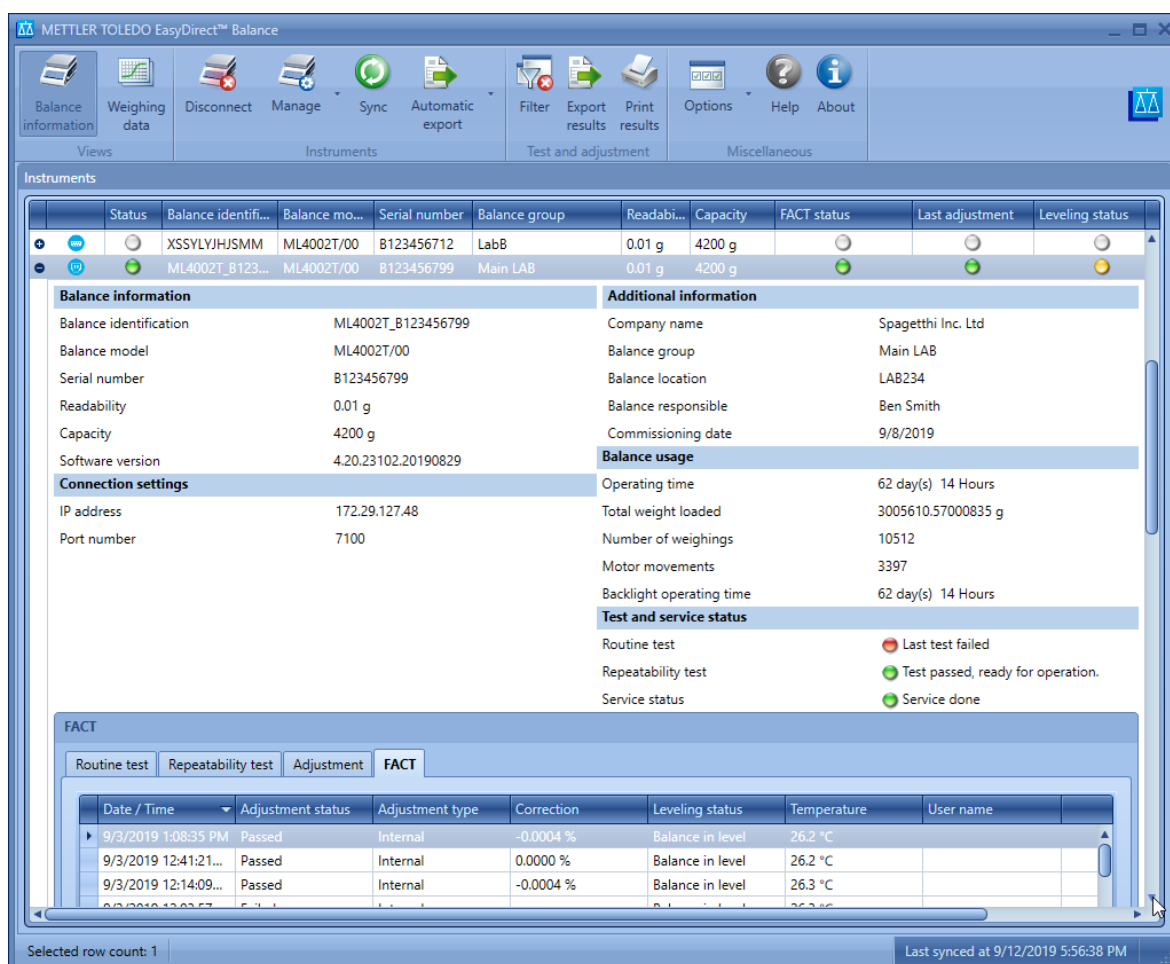 METTLER TOLEDO EasyDirect™ Balance
Balance information
Weighing data
Disconnect
Manage
Sync
Automatic export
Filter
Export results
Print results
Options
Help
About
Views
Instruments
Test and adjustment
Miscellaneous
Instruments
Status Balance identifi... Balance mo... Serial number Balance group Readabi... Capacity FACT status Last adjustment Leveling status
XSSYLYJHJSMM ML4002T/00 B123456712 LabB 0.01 g 4200 g
ML4002T_B123... ML4002T/00 B123456799 Main LAB 0.01 g 4200 g
Balance information
Balance identification ML4002T_B123456799
Balance model ML4002T/00
Serial number B123456799
Readability 0.01 g
Capacity 4200 g
Software version 4.20.23102.20190829
Connection settings
IP address 172.29.127.48
Port number 7100
Additional information
Company name Spagetthi Inc. Ltd
Balance group Main LAB
Balance location LAB234
Balance responsible Ben Smith
Commissioning date 9/8/2019
Balance usage
Operating time 62 day(s) 14 Hours
Total weight loaded 3005610.57000835 g
Number of weighings 10512
Motor movements 3397
Backlight operating time 62 day(s) 14 Hours
Test and service status
Routine test Last test failed
Repeatability test Test passed, ready for operation.
Service status Service done
FACT
Routine test Repeatability test Adjustment FACT
Date / Time Adjustment status Adjustment type Correction Leveling status Temperature User name
9/3/2019 1:08:35 PM Passed Internal -0.0004 % Balance in level 26.2 °C
9/3/2019 12:41:21... Passed Internal 0.0000 % Balance in level 26.2 °C
9/3/2019 12:14:09... Passed Internal -0.0004 % Balance in level 26.3 °C
Selected row count: 1
Last synced at 9/12/2019 5:56:38 PM